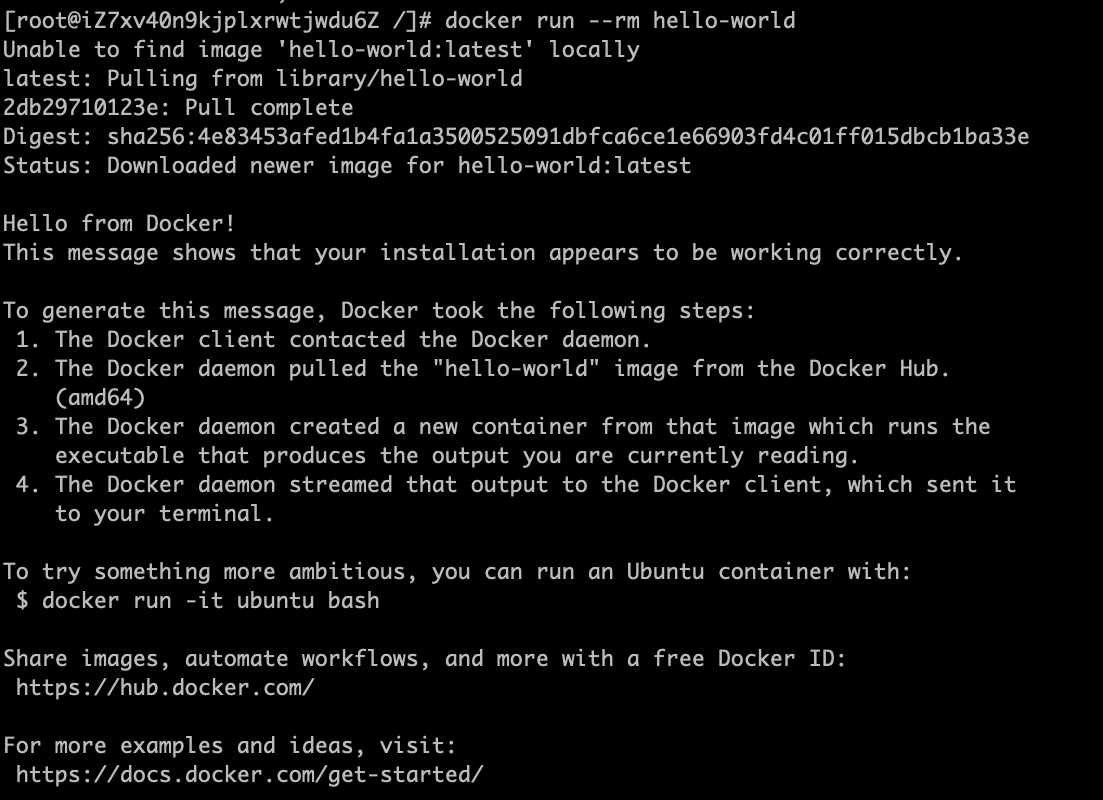 [root@iZ7xv40n9kjplxrwtjwdu6Z /]# docker run --rm hello-world
Unable to find image 'hello-world:latest' locally
latest: Pulling from library/hello-world
2db29710123e: Pull complete
Digest: sha256:4e83453afed1b4fa1a3500525091dbfca6ce1e66903fd4c01ff015dbcb1ba33e
Status: Downloaded newer image for hello-world:latest

Hello from Docker!
This message shows that your installation appears to be working correctly.

To generate this message, Docker took the following steps:
 1. The Docker client contacted the Docker daemon.
 2. The Docker daemon pulled the "hello-world" image from the Docker Hub.
    (amd64)
 3. The Docker daemon created a new container from that image which runs the
    executable that produces the output you are currently reading.
 4. The Docker daemon streamed that output to the Docker client, which sent it
    to your terminal.

To try something more ambitious, you can run an Ubuntu container with:
 $ docker run -it ubuntu bash

Share images, automate workflows, and more with a free Docker ID:
 https://hub.docker.com/

For more examples and ideas, visit:
 https://docs.docker.com/get-started/